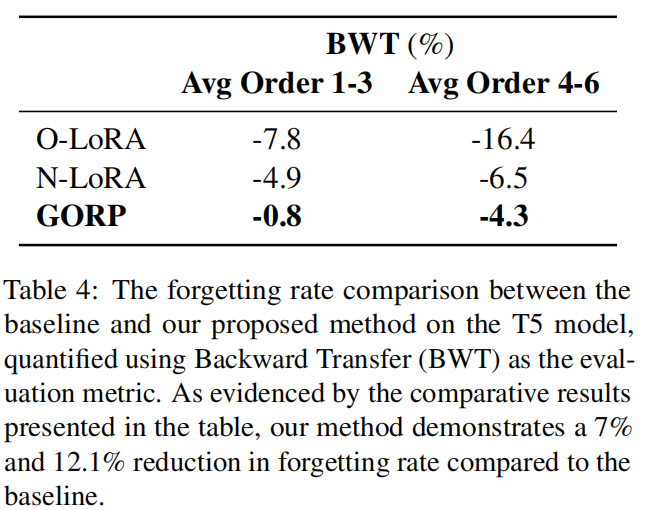 BWT (%)
Avg Order 1-3 Avg Order 4-6
O-LoRA -7.8 -16.4
N-LoRA -4.9 -6.5
GORP -0.8 -4.3
Table 4: The forgetting rate comparison between the
baseline and our proposed method on the T5 model,
quantified using Backward Transfer (BWT) as the eval-
uation metric. As evidenced by the comparative results
presented in the table, our method demonstrates a 7%
and 12.1% reduction in forgetting rate compared to the
baseline.